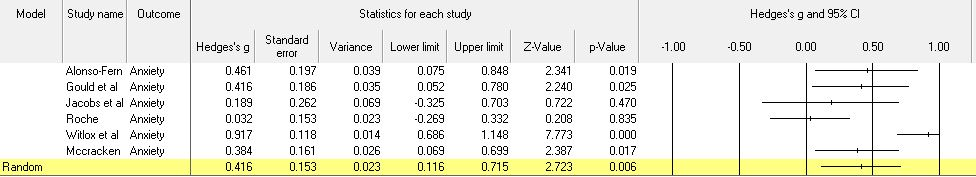 Model Study name Outcome Statistics for each study Hedges's g and 95% CI
Hedges's g Standard error Variance Lower limit Upper limit Z-Value p-Value -1.00 -0.50 0.00 0.50 1.00
Alonso-Fern Anxiety 0.461 0.197 0.039 0.075 0.848 2.341 0.019
Gould et al Anxiety 0.416 0.186 0.035 0.052 0.780 2.240 0.025
Jacobs et al Anxiety 0.189 0.262 0.069 -0.325 0.703 0.722 0.470
Roche Anxiety 0.032 0.153 0.023 -0.269 0.332 0.208 0.835
Witlox et al Anxiety 0.917 0.118 0.014 0.686 1.148 7.773 0.000
Mccracken Anxiety 0.384 0.161 0.026 0.069 0.699 2.387 0.017
Random 0.416 0.153 0.023 0.116 0.715 2.723 0.006